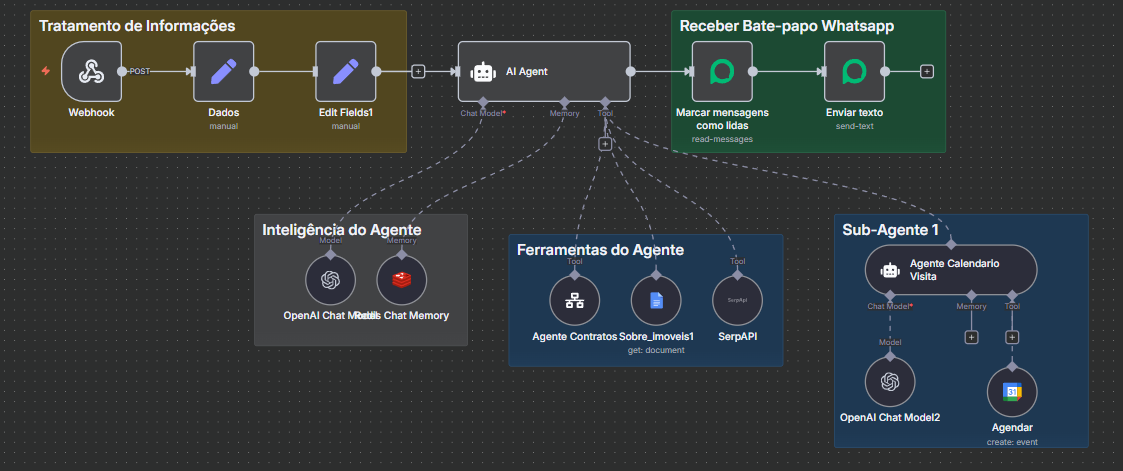 Tratamento de Informações
POST
Webhook
Dados
manual
Edit Fields1
manual
AI Agent
Chat Model*
Memory
Tool
Receber Bate-papo Whatsapp
Marcar mensagens
como lidas
read-messages
Enviar texto
send-text
Inteligência do Agente
Model
Memory
OpenAI Chat Model
Redis Chat Memory
Ferramentas do Agente
Tool
Tool
Agente Contratos
Sobre_imoveis1
get: document
SerpApi
SerpAPI
Sub-Agente 1
Agente Calendario
Visita
Chat Model*
Memory
Tool
Model
OpenAI Chat Model2
31
Agendar
create: event